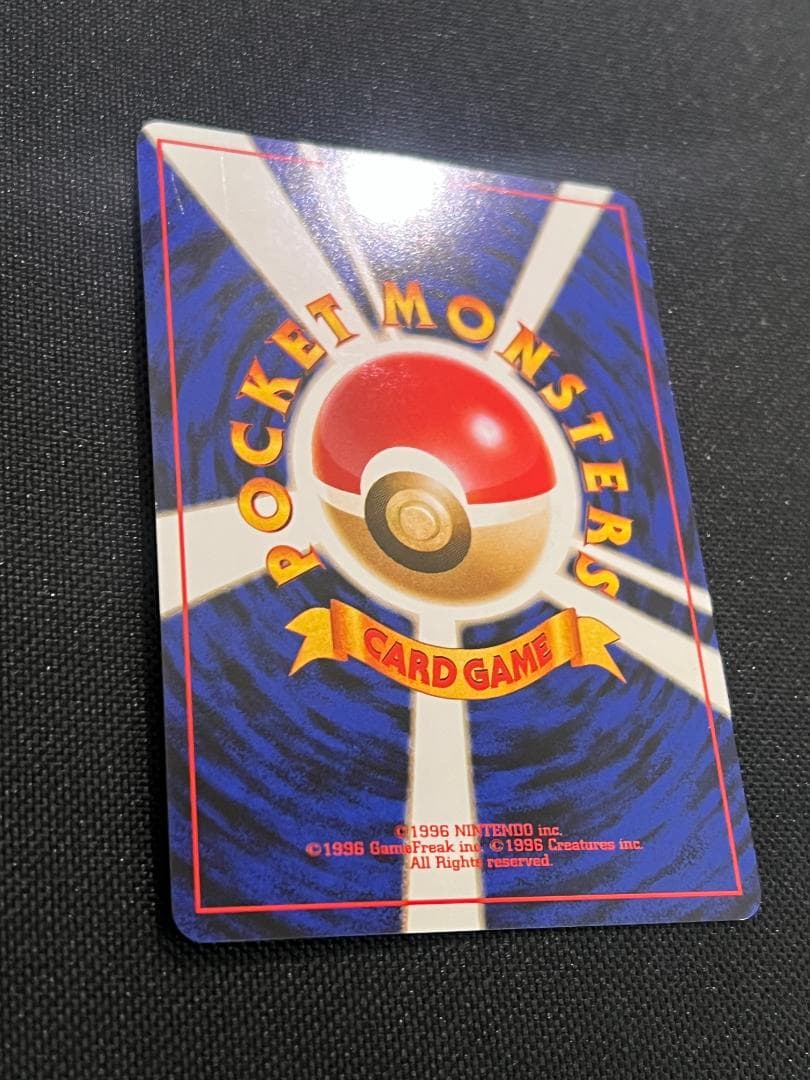 POCKET MONSTERS
CARD GAME
©1996 NINTENDO inc.
©1996 GameFreak inc. ©1996 Creatures inc.
All Rights reserved.